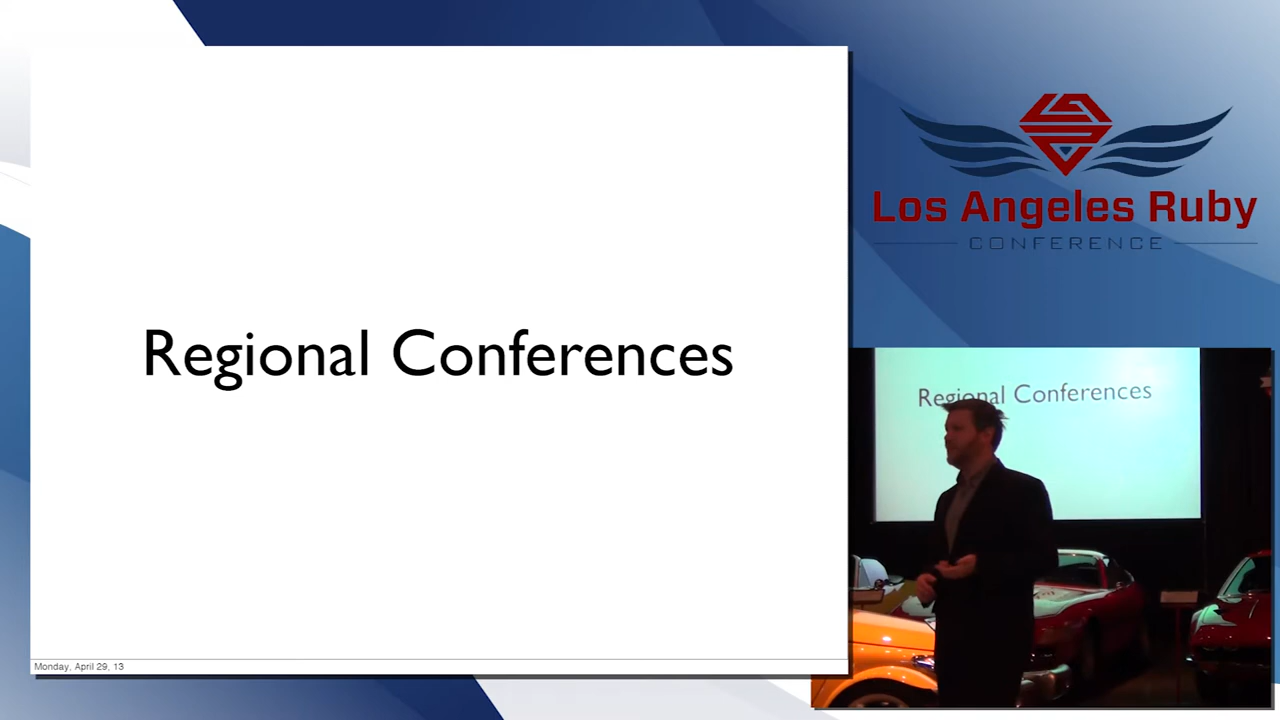 Regional Conferences
Monday, April 29, 13
Los Angeles Ruby
CONFERENCE
Regional Conferences